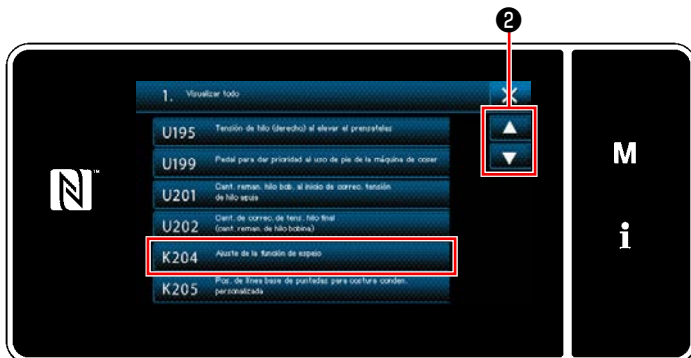 ❷
1. Visualizar todo
U195 Tensión de hilo (derecho) al elevar el prensatelas
U199 Pedal para dar prioridad al uso de pie de la máquina de coser
U201 Cant. reman. hilo bob. al inicio de correc. tensión
de hilo aguja
U202 Cant. de correc. de tens. hilo final
(cant. reman. de hilo bobina)
K204 Ajuste de la función de espejo
K205 Pos. de línea base de puntadas para costura conden.
personalizada
M
i
N